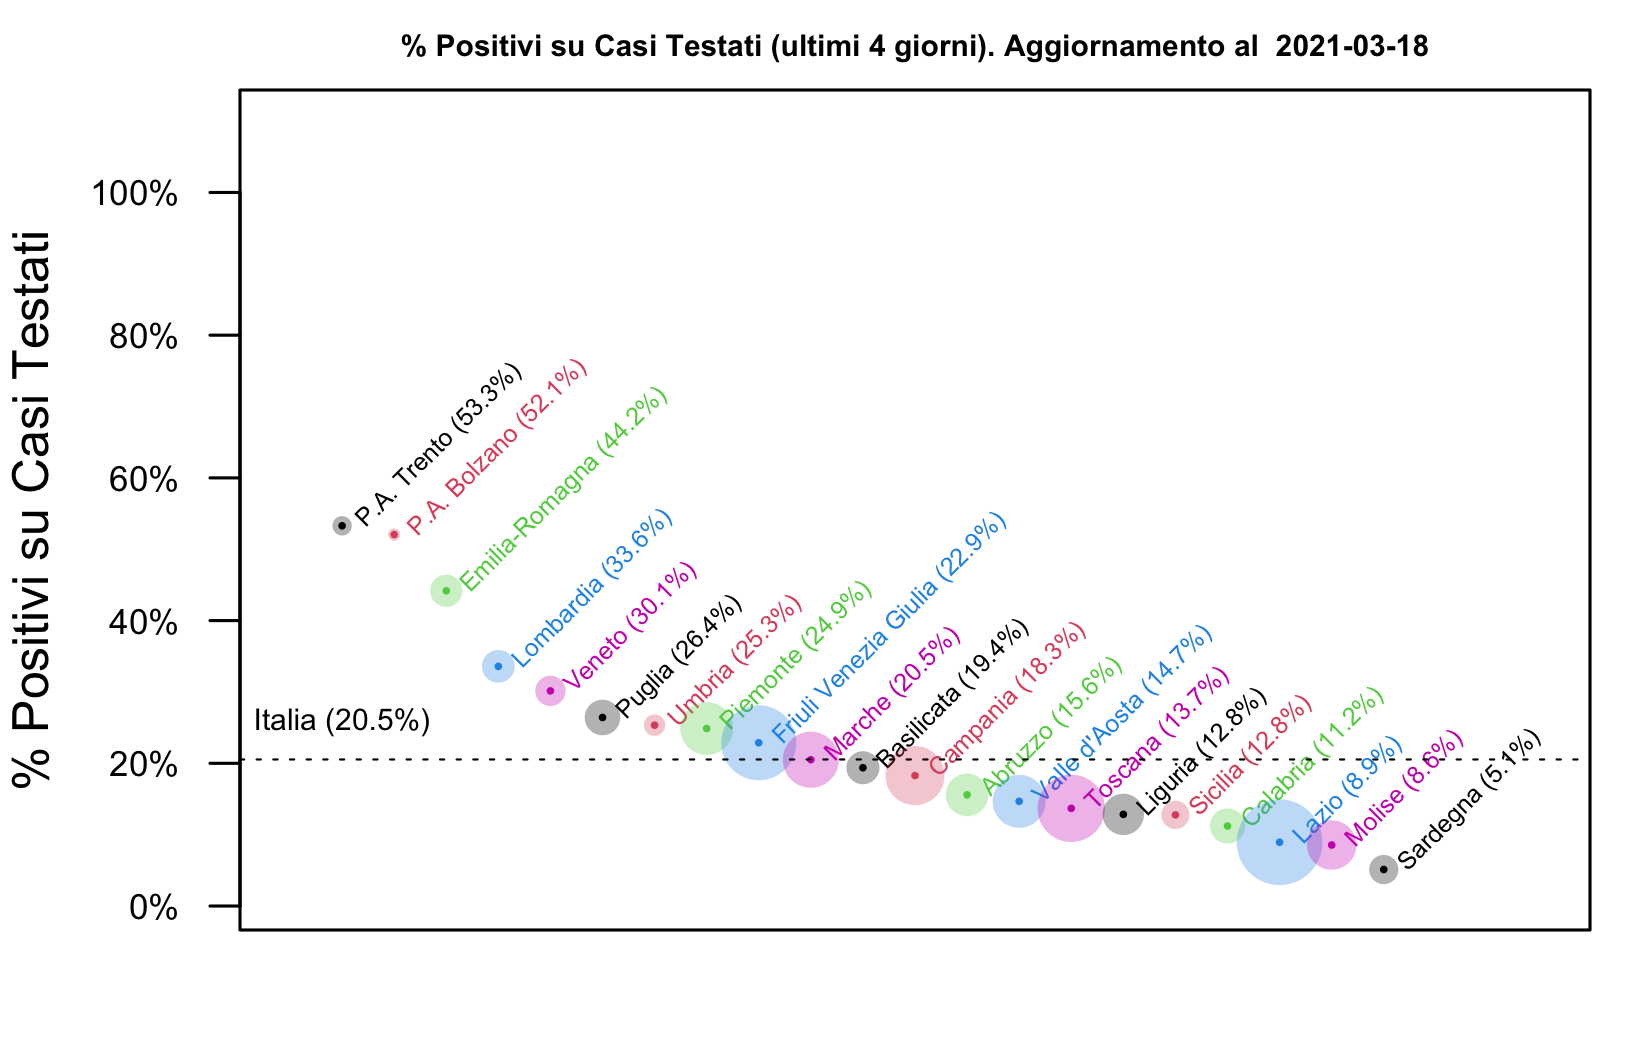 % Positivi su Casi Testati (ultimi 4 giorni). Aggiornamento al  2021-03-18
% Positivi su Casi Testati
100%
80%
60%
40%
20%
0%
Italia (20.5%)
P.A. Trento (53.3%)
P.A. Bolzano (52.1%)
Emilia-Romagna (44.2%)
Lombardia (33.6%)
Veneto (30.1%)
Puglia (26.4%)
Umbria (25.3%)
Piemonte (24.9%)
Friuli Venezia Giulia (22.9%)
Marche (20.5%)
Basilicata (19.4%)
Campania (18.3%)
Abruzzo (15.6%)
Valle d'Aosta (14.7%)
Toscana (13.7%)
Liguria (12.8%)
Sicilia (12.8%)
Calabria (11.2%)
Lazio (8.9%)
Molise (8.6%)
Sardegna (5.1%)